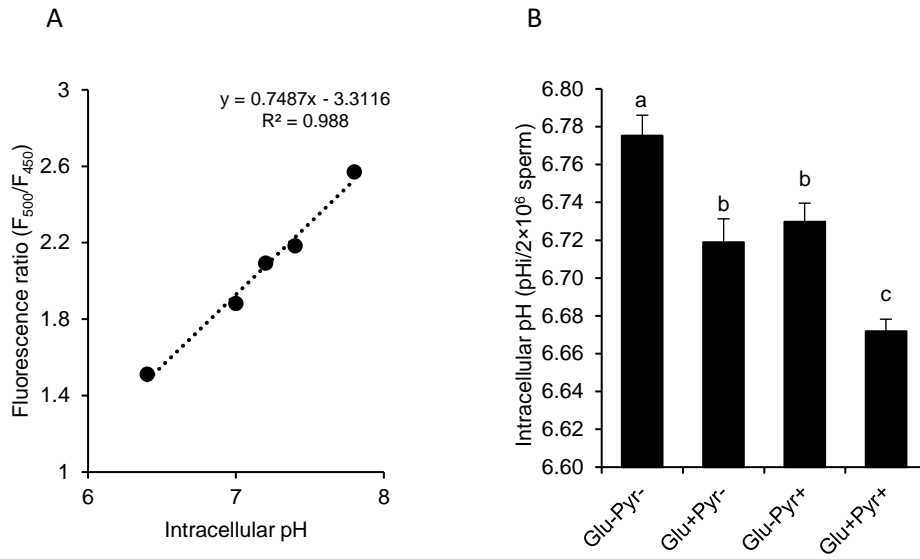 A
y = 0.7487x - 3.3116
R² = 0.988
Fluorescence ratio (F₅₀₀/F₄₅₀)
3
2.6
2.2
1.8
1.4
1
6
7
8
Intracellular pH
B
Intracellular pH (pHi/2×10⁶ sperm)
6.80
6.78
6.76
6.74
6.72
6.70
6.68
6.66
6.64
6.62
6.60
a
b
b
c
Glu-Pyr-
Glu+Pyr-
Glu-Pyr+
Glu+Pyr+